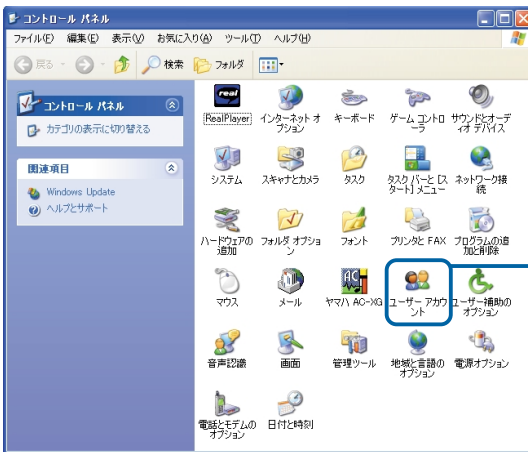 コントロール パネル
ファイル(F) 編集(E) 表示(V) お気に入り(A) ツール(T) ヘルプ(H)
戻る 検索 フォルダ
コントロール パネル
カテゴリの表示に切り替える
関連項目
Windows Update
ヘルプとサポート
real
RealPlayer
インターネット オ
プション
キーボード
ゲーム コントロ
ーラ
サウンドとオーデ
ィオ デバイス
システム
スキャナとカメラ
タスク
タスク バーと [ス
タート] メニュー
ネットワーク接
続
ハードウェアの
追加
フォルダ オプショ
ン
フォント
プリンタと FAX
プログラムの追
加と削除
マウス
メール
ヤマハ AC-XG
ユーザー アカウ
ント
ユーザー補助の
オプション
音声認識
画面
管理ツール
地域と言語の
オプション
電源オプション
電話とモデムの
オプション
日付と時刻